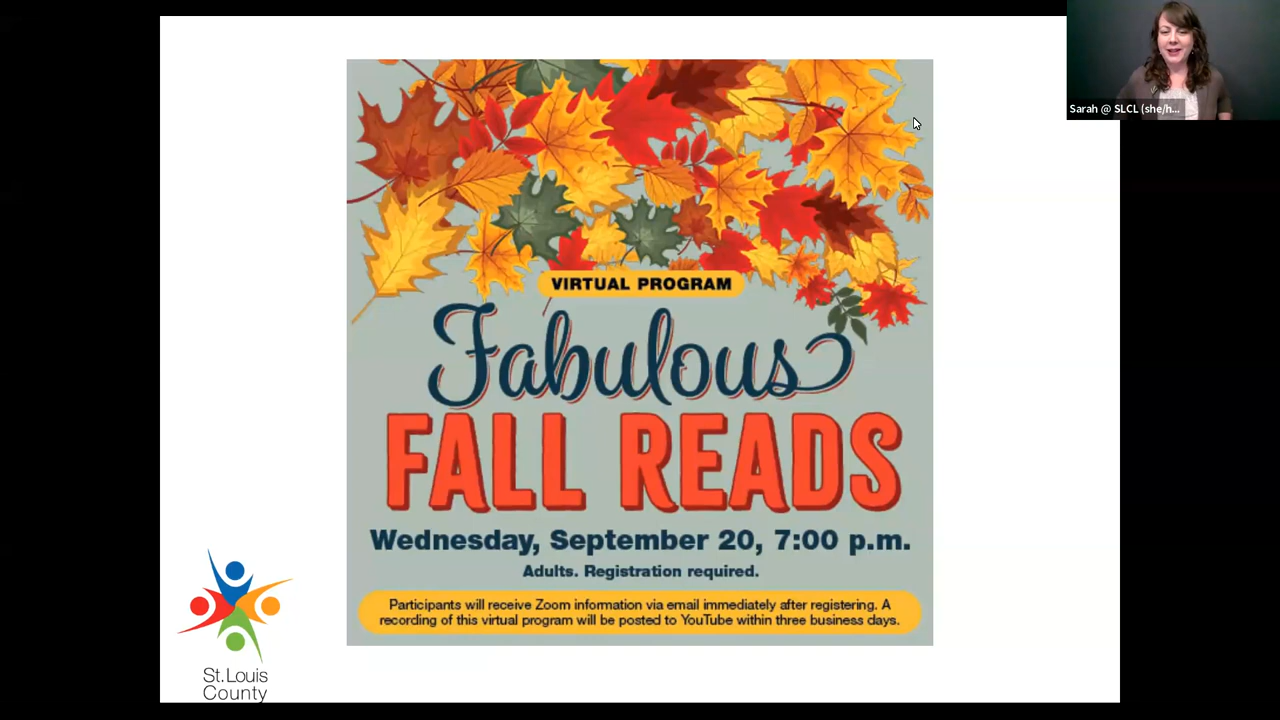 Sarah @ SLCL (she/h...
VIRTUAL PROGRAM
Fabulous
FALL READS
Wednesday, September 20, 7:00 p.m.
Adults. Registration required.
Participants will receive Zoom information via email immediately after registering. A
recording of this virtual program will be posted to YouTube within three business days.
St. Louis
County